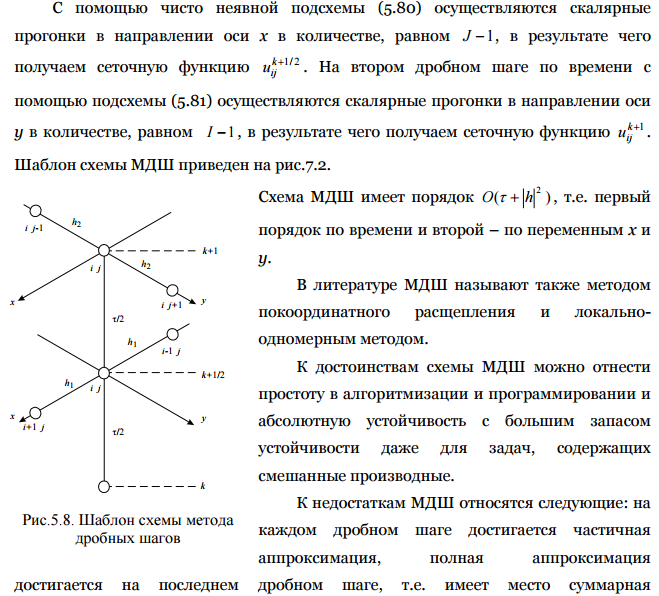 С помощью чисто неявной подсхемы (5.80) осуществляются скалярные
прогонки в направлении оси x в количестве, равном J − 1, в результате чего
получаем сеточную функцию u_{ij}^{k+1/2}. На втором дробном шаге по времени с
помощью подсхемы (5.81) осуществляются скалярные прогонки в направлении оси
y в количестве, равном I − 1, в результате чего получаем сеточную функцию u_{ij}^{k+1}.
Шаблон схемы МДШ приведен на рис.7.2.
i j-1
h₂
k+1
i j
h₂
x
i j+1
y
τ/2
h₁
i-1 j
k+1/2
h₁
i j
x
i+1 j
y
τ/2
k
Рис.5.8. Шаблон схемы метода
дробных шагов
Схема МДШ имеет порядок O(τ + |h|²), т.е. первый
порядок по времени и второй – по переменным x и
y.
В литературе МДШ называют также методом
покоординатного расщепления и локально-
одномерным методом.
К достоинствам схемы МДШ можно отнести
простоту в алгоритмизации и программировании и
абсолютную устойчивость с большим запасом
устойчивости даже для задач, содержащих
смешанные производные.
К недостаткам МДШ относятся следующие: на
каждом дробном шаге достигается частичная
аппроксимация, полная аппроксимация
достигается на последнем дробном шаге, т.е. имеет место суммарная